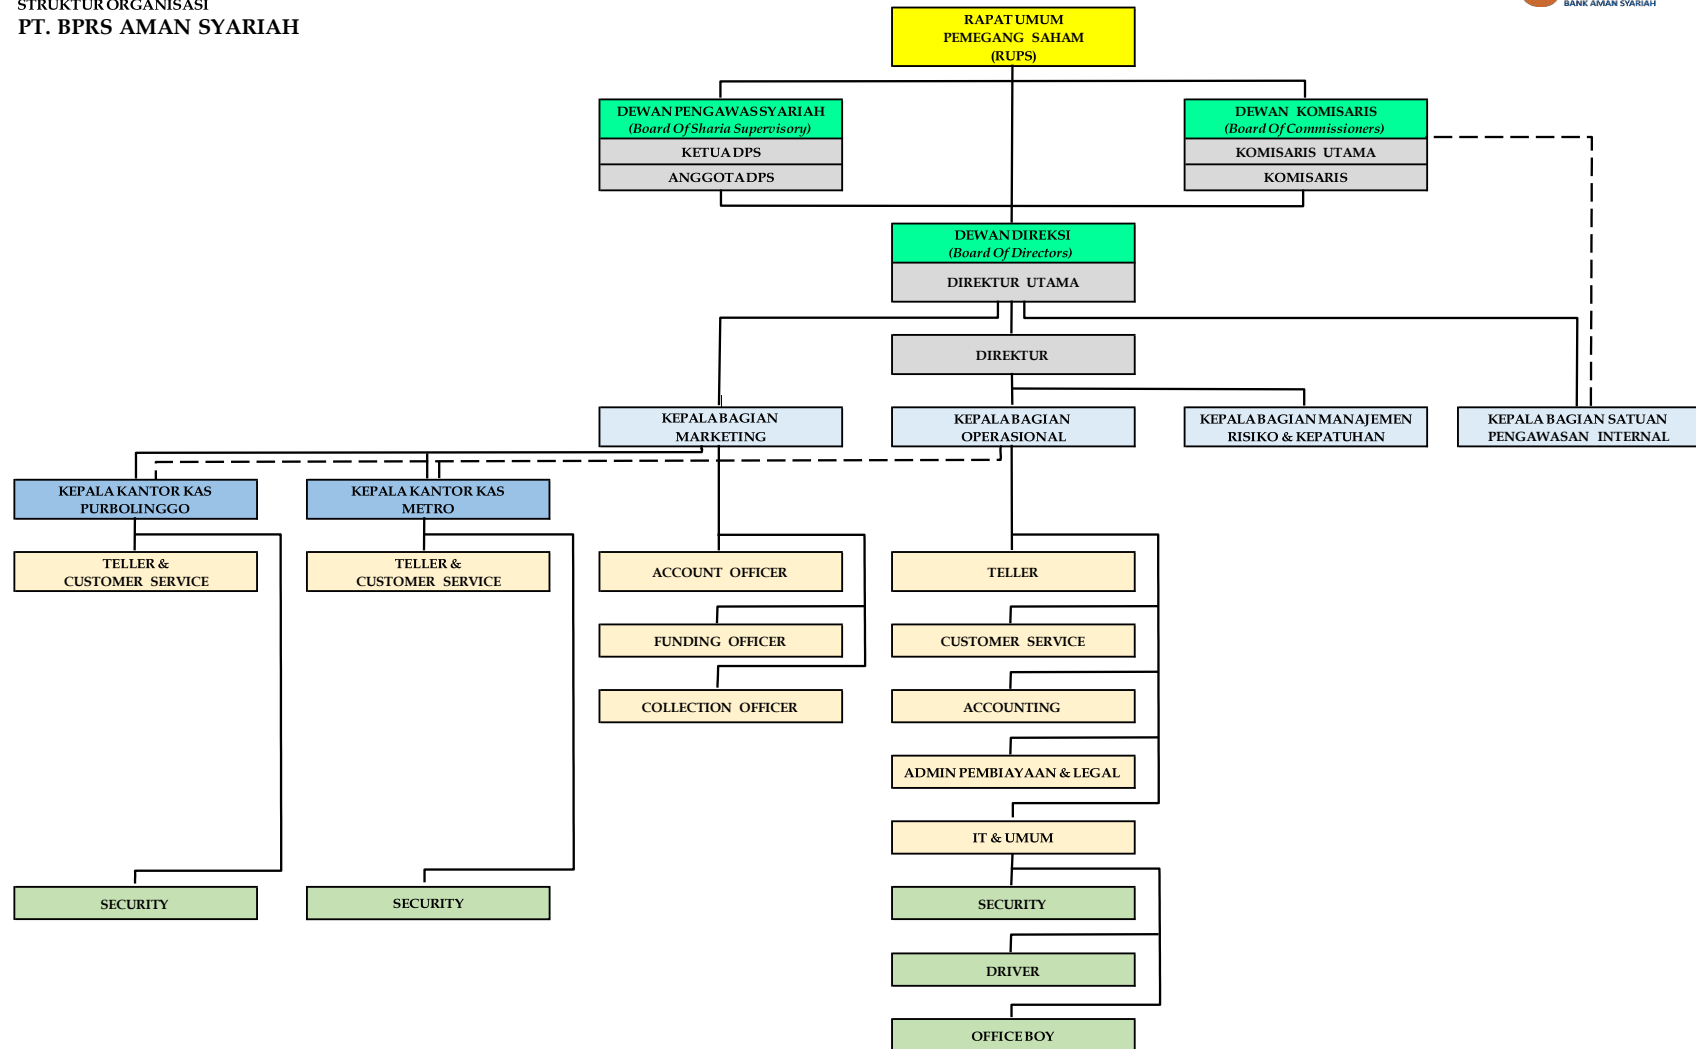 STRUKTUR ORGANISASI
PT. BPRS AMAN SYARIAH
BANK AMAN SYARIAH
RAPAT UMUM
PEMEGANG SAHAM
(RUPS)
DEWAN PENGAWAS SYARIAH
(Board Of Sharia Supervisory)
KETUA DPS
ANGGOTA DPS
DEWAN KOMISARIS
(Board Of Commissioners)
KOMISARIS UTAMA
KOMISARIS
DEWAN DIREKSI
(Board Of Directors)
DIREKTUR UTAMA
DIREKTUR
KEPALA BAGIAN
MARKETING
KEPALA BAGIAN
OPERASIONAL
KEPALA BAGIAN MANAJEMEN
RISIKO & KEPATUHAN
KEPALA BAGIAN SATUAN
PENGAWASAN INTERNAL
KEPALA KANTOR KAS
PURBOLINGGO
KEPALA KANTOR KAS
METRO
TELLER &
CUSTOMER SERVICE
TELLER &
CUSTOMER SERVICE
ACCOUNT OFFICER
TELLER
FUNDING OFFICER
CUSTOMER SERVICE
COLLECTION OFFICER
ACCOUNTING
ADMIN PEMBIAYAAN & LEGAL
IT & UMUM
SECURITY
SECURITY
SECURITY
DRIVER
OFFICE BOY